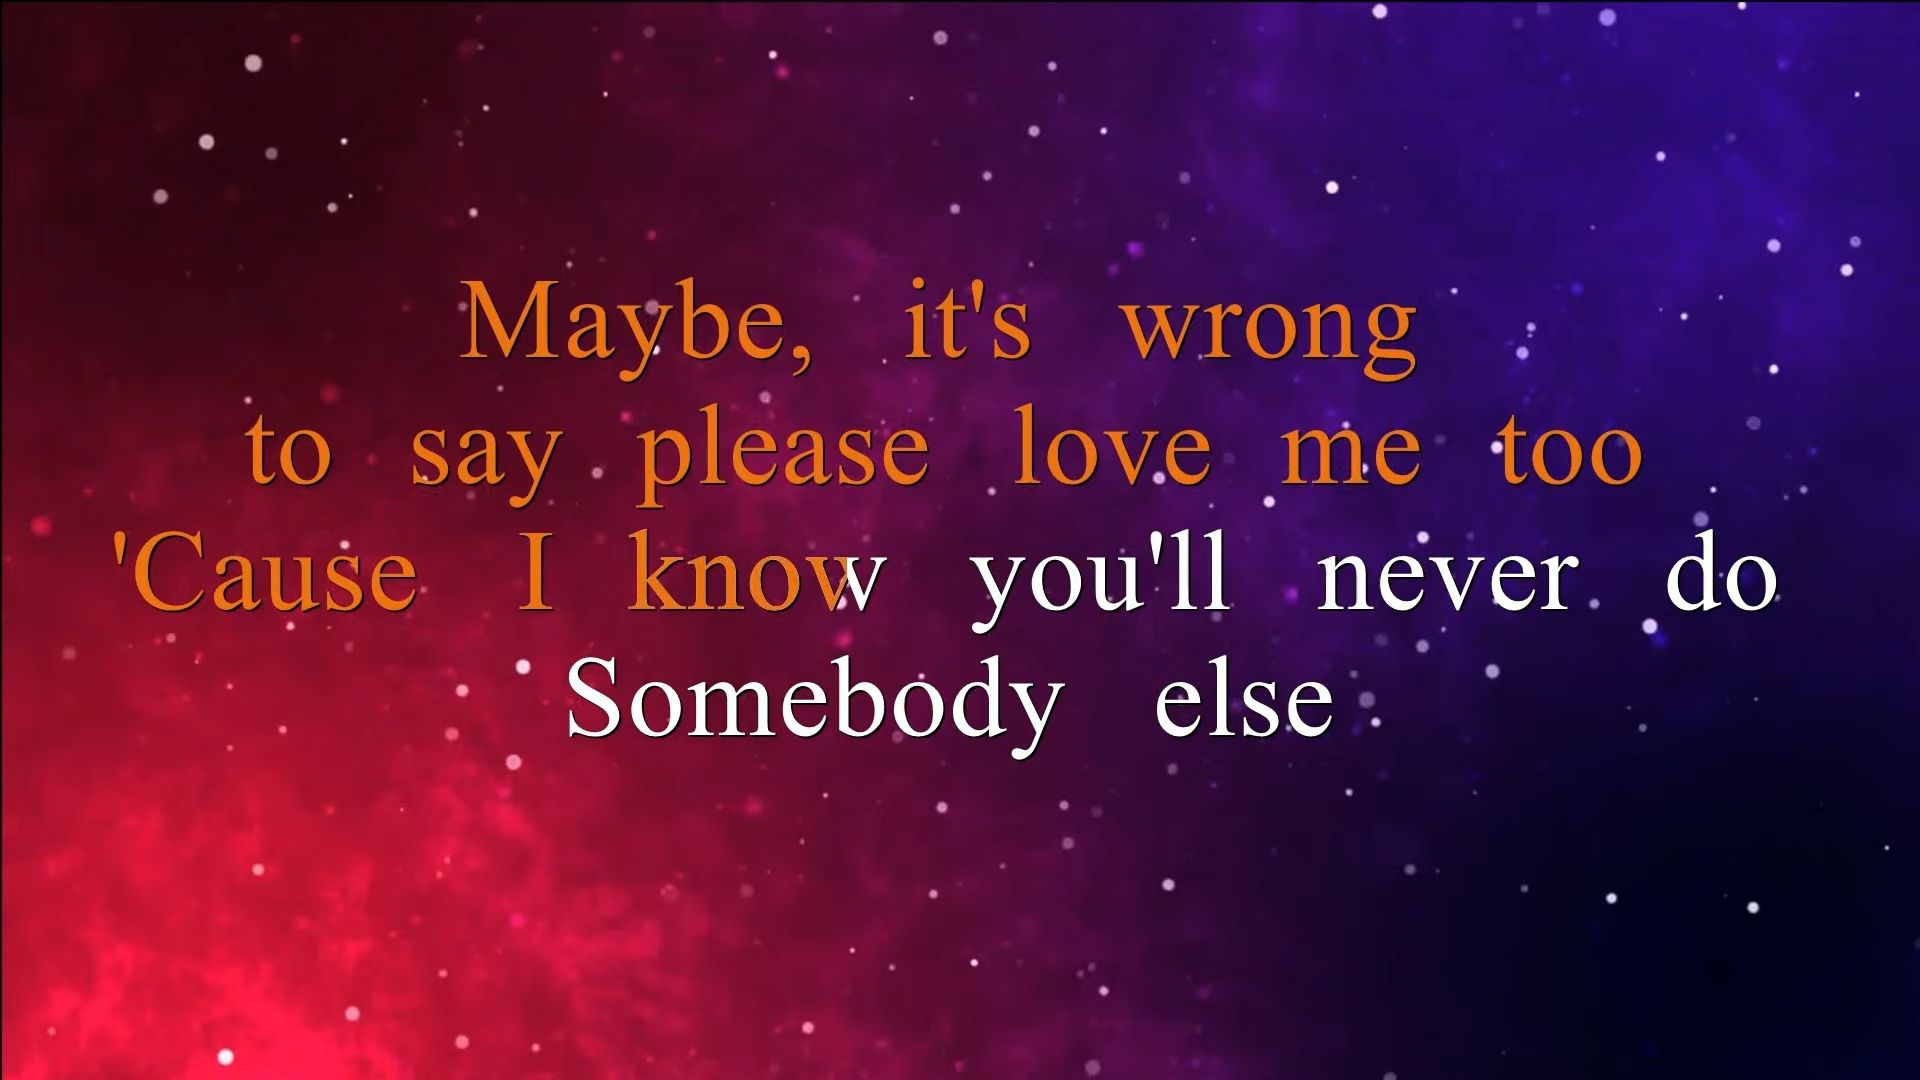 Maybe, it's wrong
to say please love me too
'Cause I know you'll never do
Somebody else